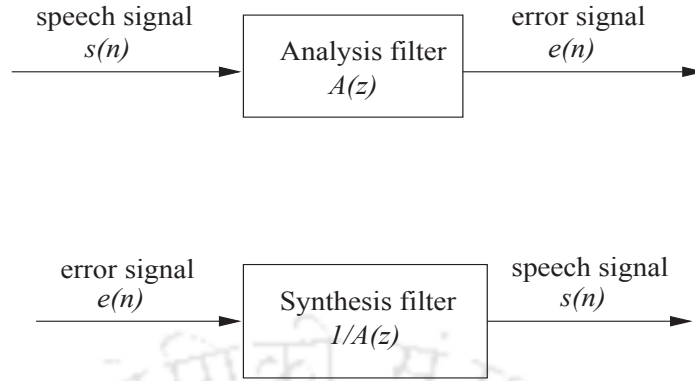 speech signal
s(n)
Analysis filter
A(z)
error signal
e(n)
error signal
e(n)
Synthesis filter
1/A(z)
speech signal
s(n)